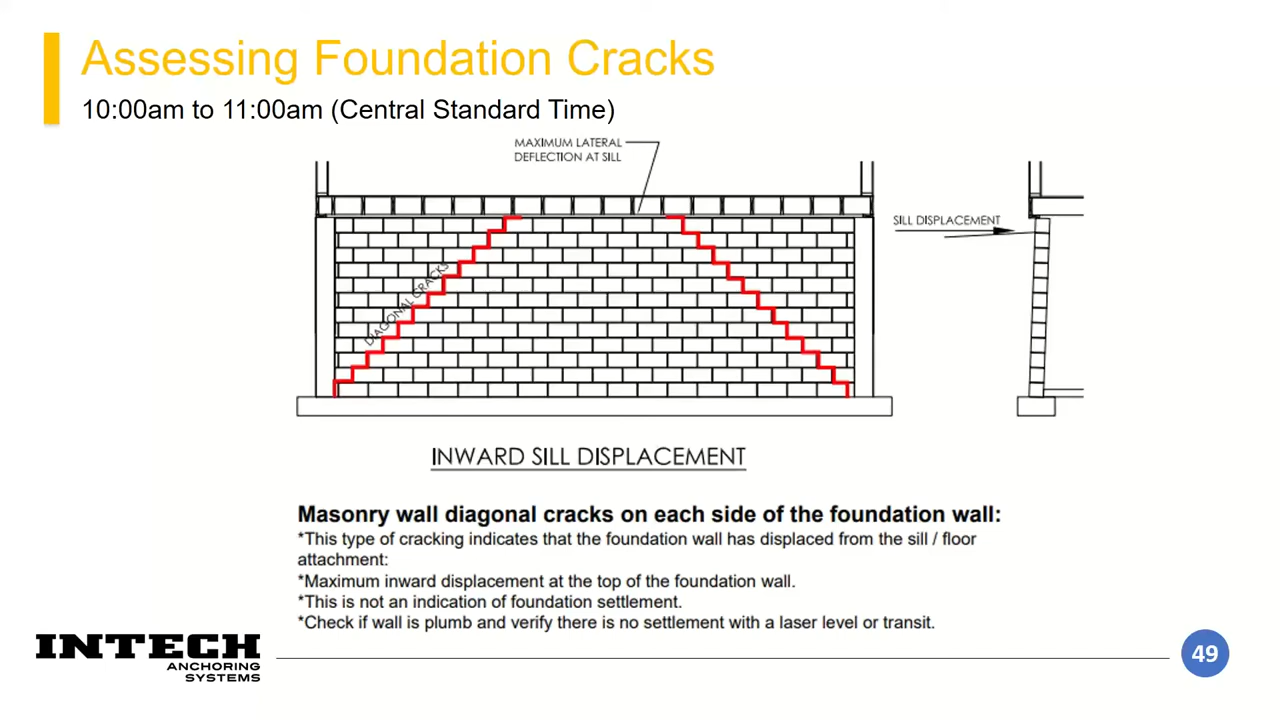 Assessing Foundation Cracks
10:00am to 11:00am (Central Standard Time)
MAXIMUM LATERAL
DEFLECTION AT SILL
SILL DISPLACEMENT
DIAGONAL CRACKS
INWARD SILL DISPLACEMENT
Masonry wall diagonal cracks on each side of the foundation wall:
*This type of cracking indicates that the foundation wall has displaced from the sill / floor
attachment:
*Maximum inward displacement at the top of the foundation wall.
*This is not an indication of foundation settlement.
*Check if wall is plumb and verify there is no settlement with a laser level or transit.
INTECH
ANCHORING
SYSTEMS
49